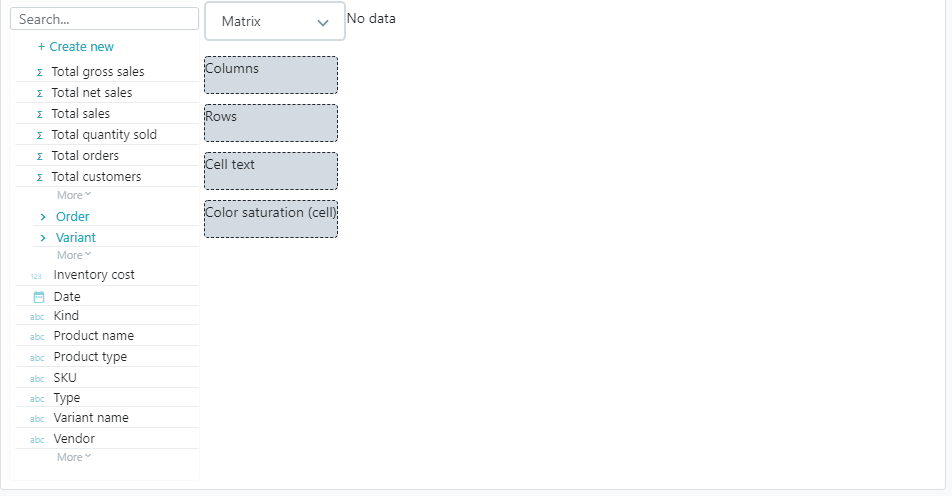 Search...
+ Create new
Σ Total gross sales
Σ Total net sales
Σ Total sales
Σ Total quantity sold
Σ Total orders
Σ Total customers
More
Order
Variant
More
123 Inventory cost
Date
abc Kind
abc Product name
abc Product type
abc SKU
abc Type
abc Variant name
abc Vendor
More
Matrix
Columns
Rows
Cell text
Color saturation (cell)
No data